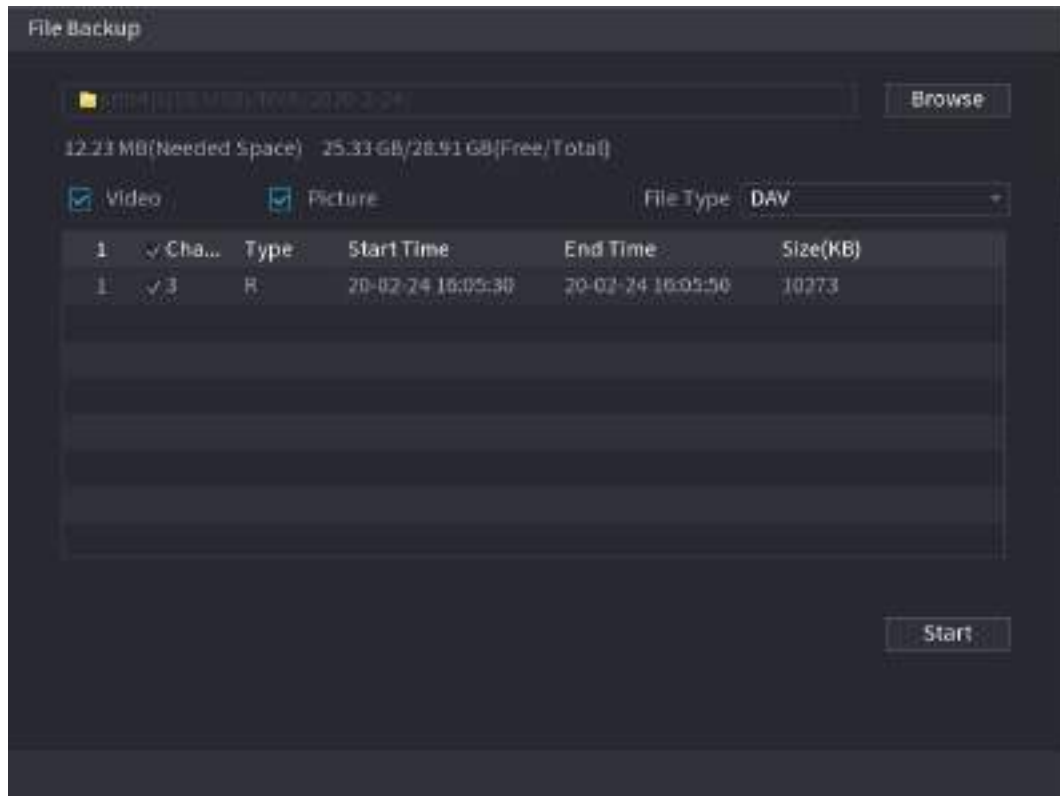 File Backup
Browse
12.23 MB(Needed Space) 25.33 GB/28.91 GB(Free/Total)
Video Picture File Type DAV
1 Cha... Type Start Time End Time Size(KB)
1 3 R 20-02-24 16:05:30 20-02-24 16:05:50 10273
Start